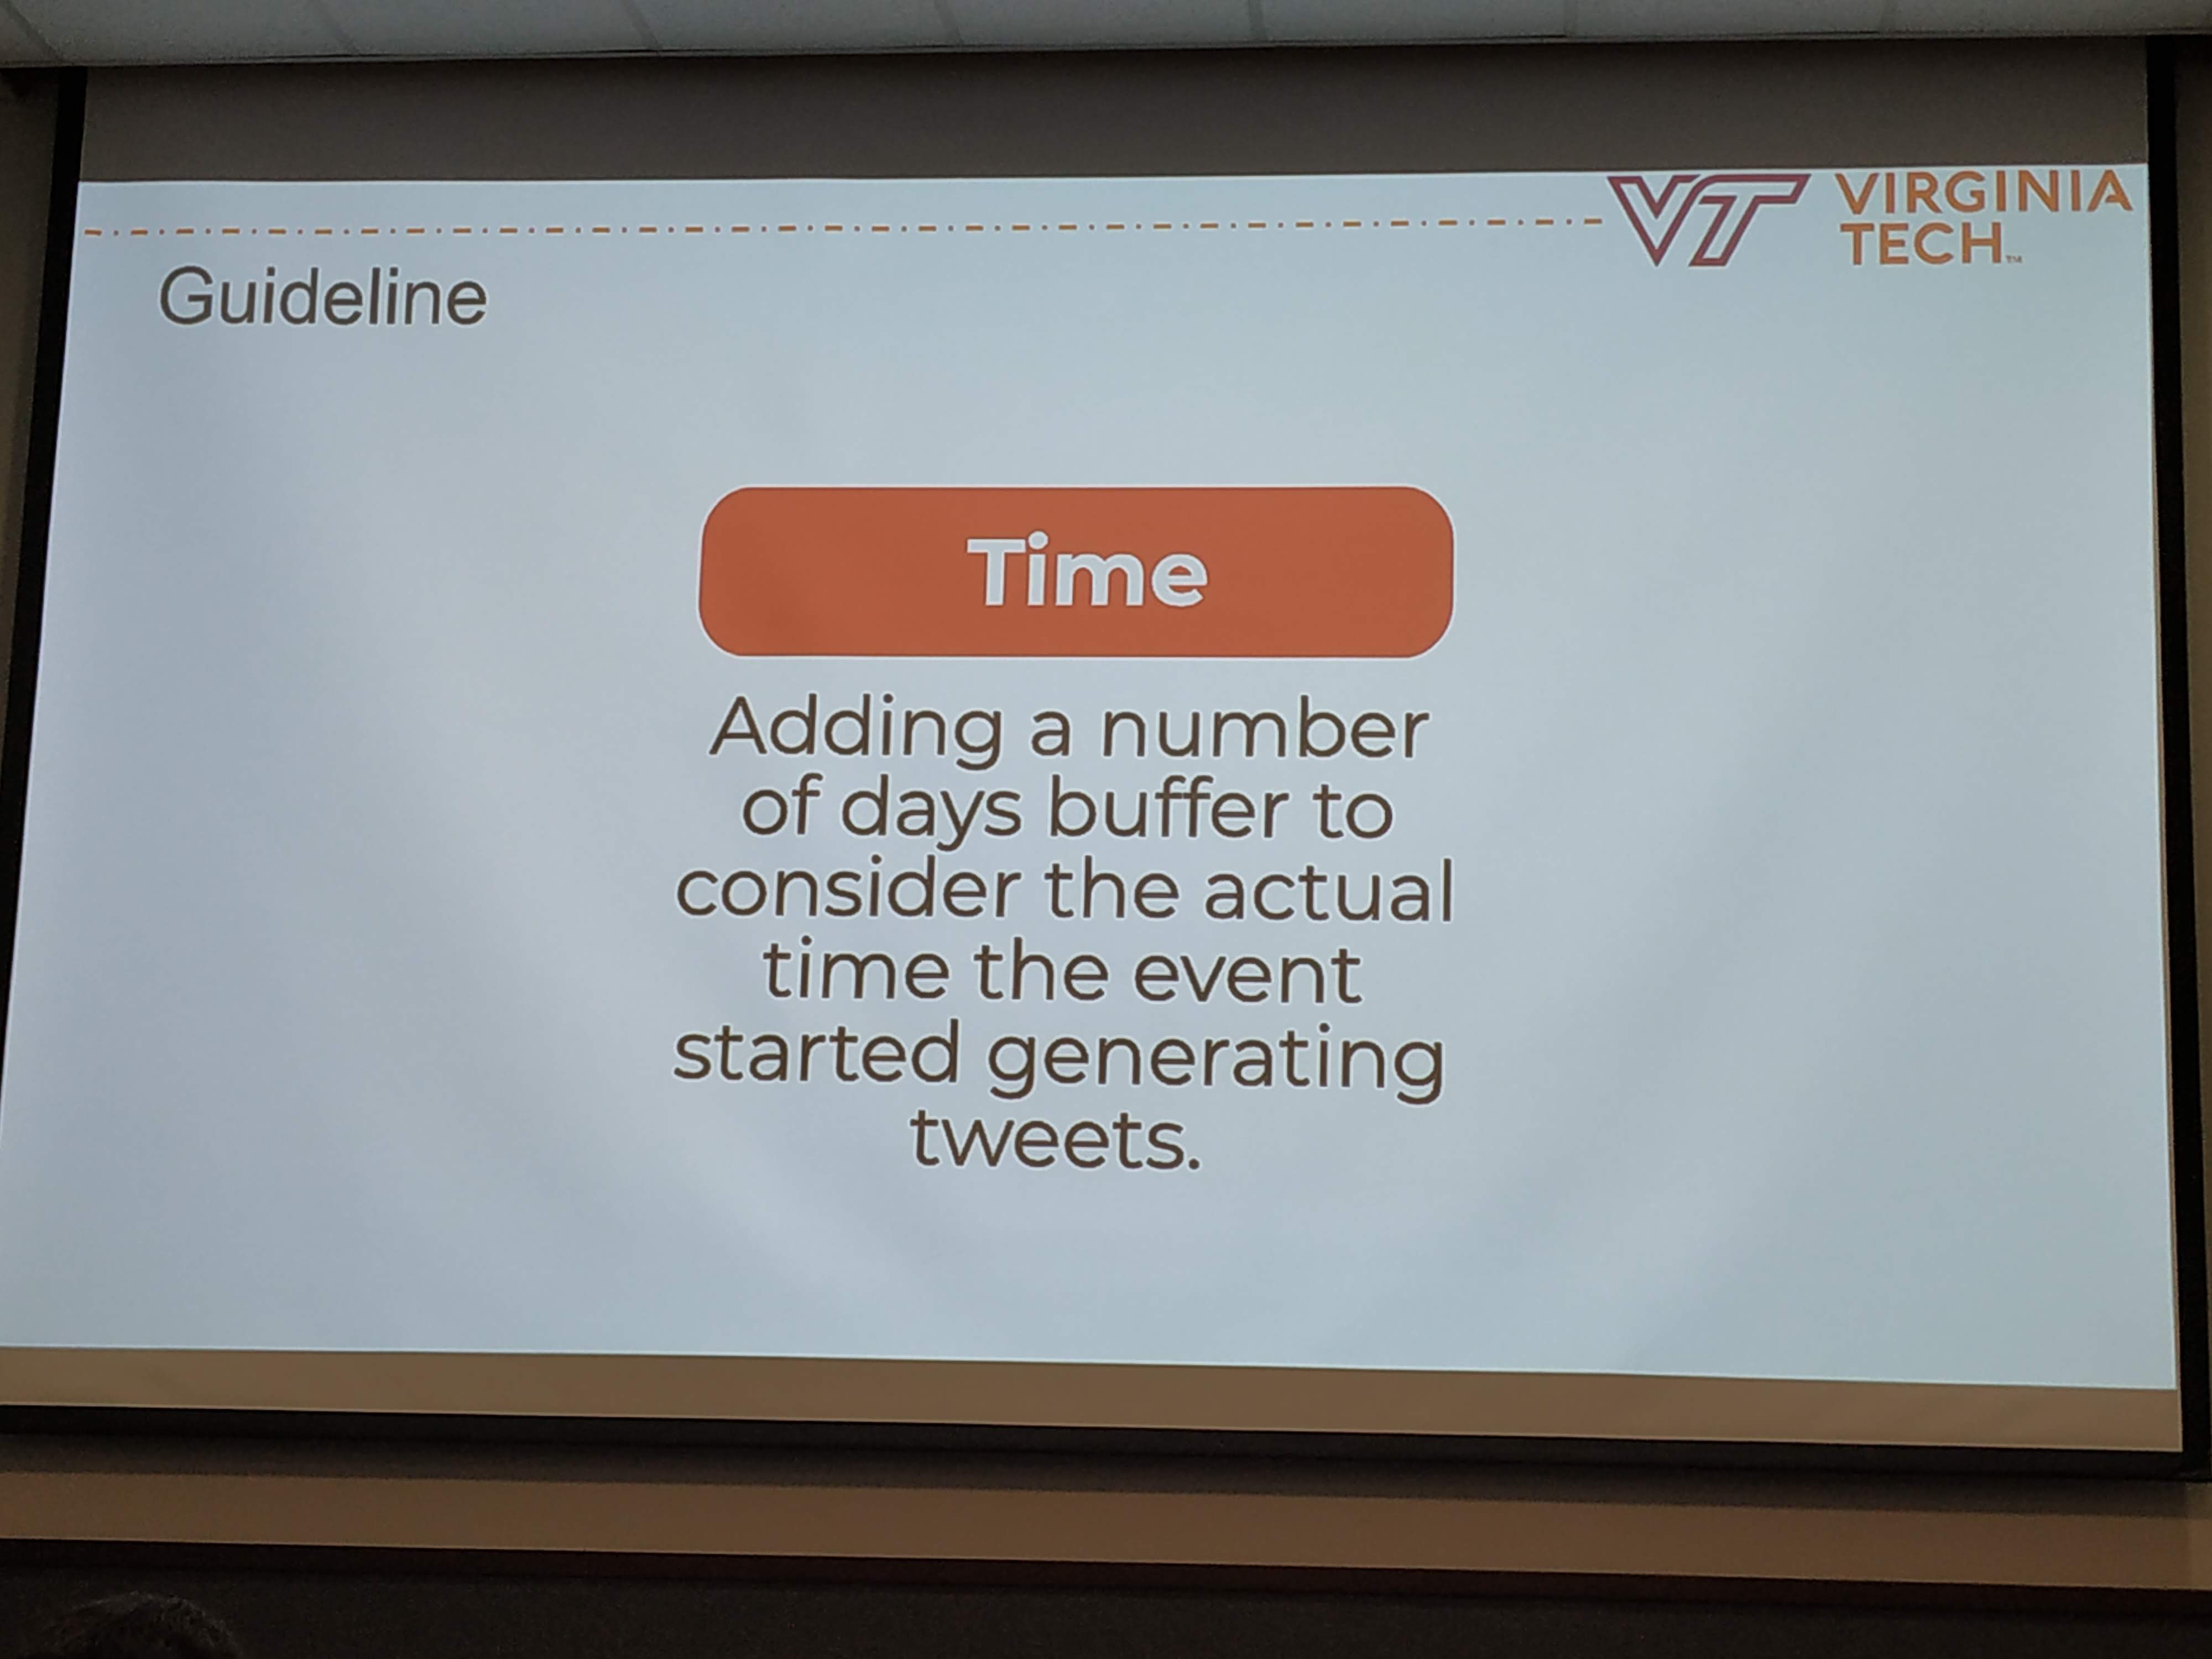 VIRGINIA
TECH™
Guideline
Time
Adding a number
of days buffer to
consider the actual
time the event
started generating
tweets.